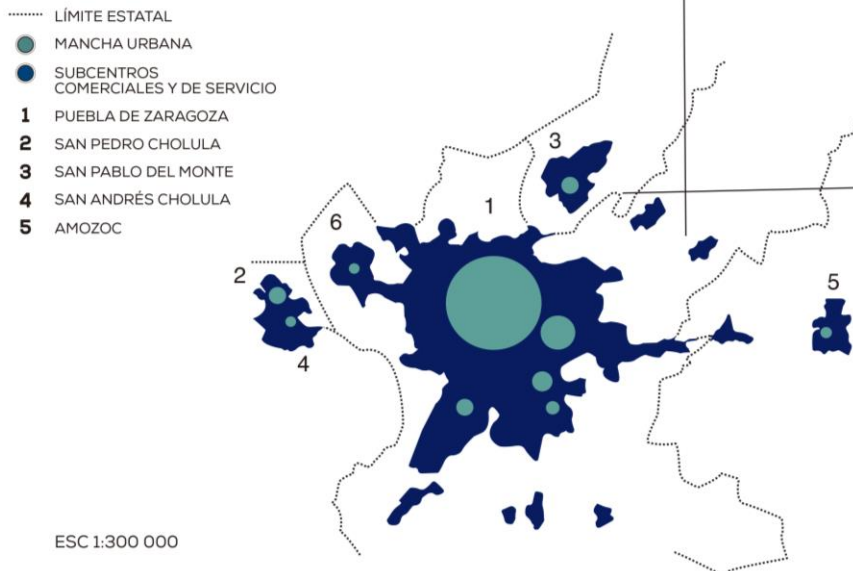 LÍMITE ESTATAL
MANCHA URBANA
SUBCENTROS
COMERCIALES Y DE SERVICIO
1 PUEBLA DE ZARAGOZA
2 SAN PEDRO CHOLULA
3 SAN PABLO DEL MONTE
4 SAN ANDRÉS CHOLULA
5 AMOZOC
3
1
6
2
5
4
ESC 1:300 000